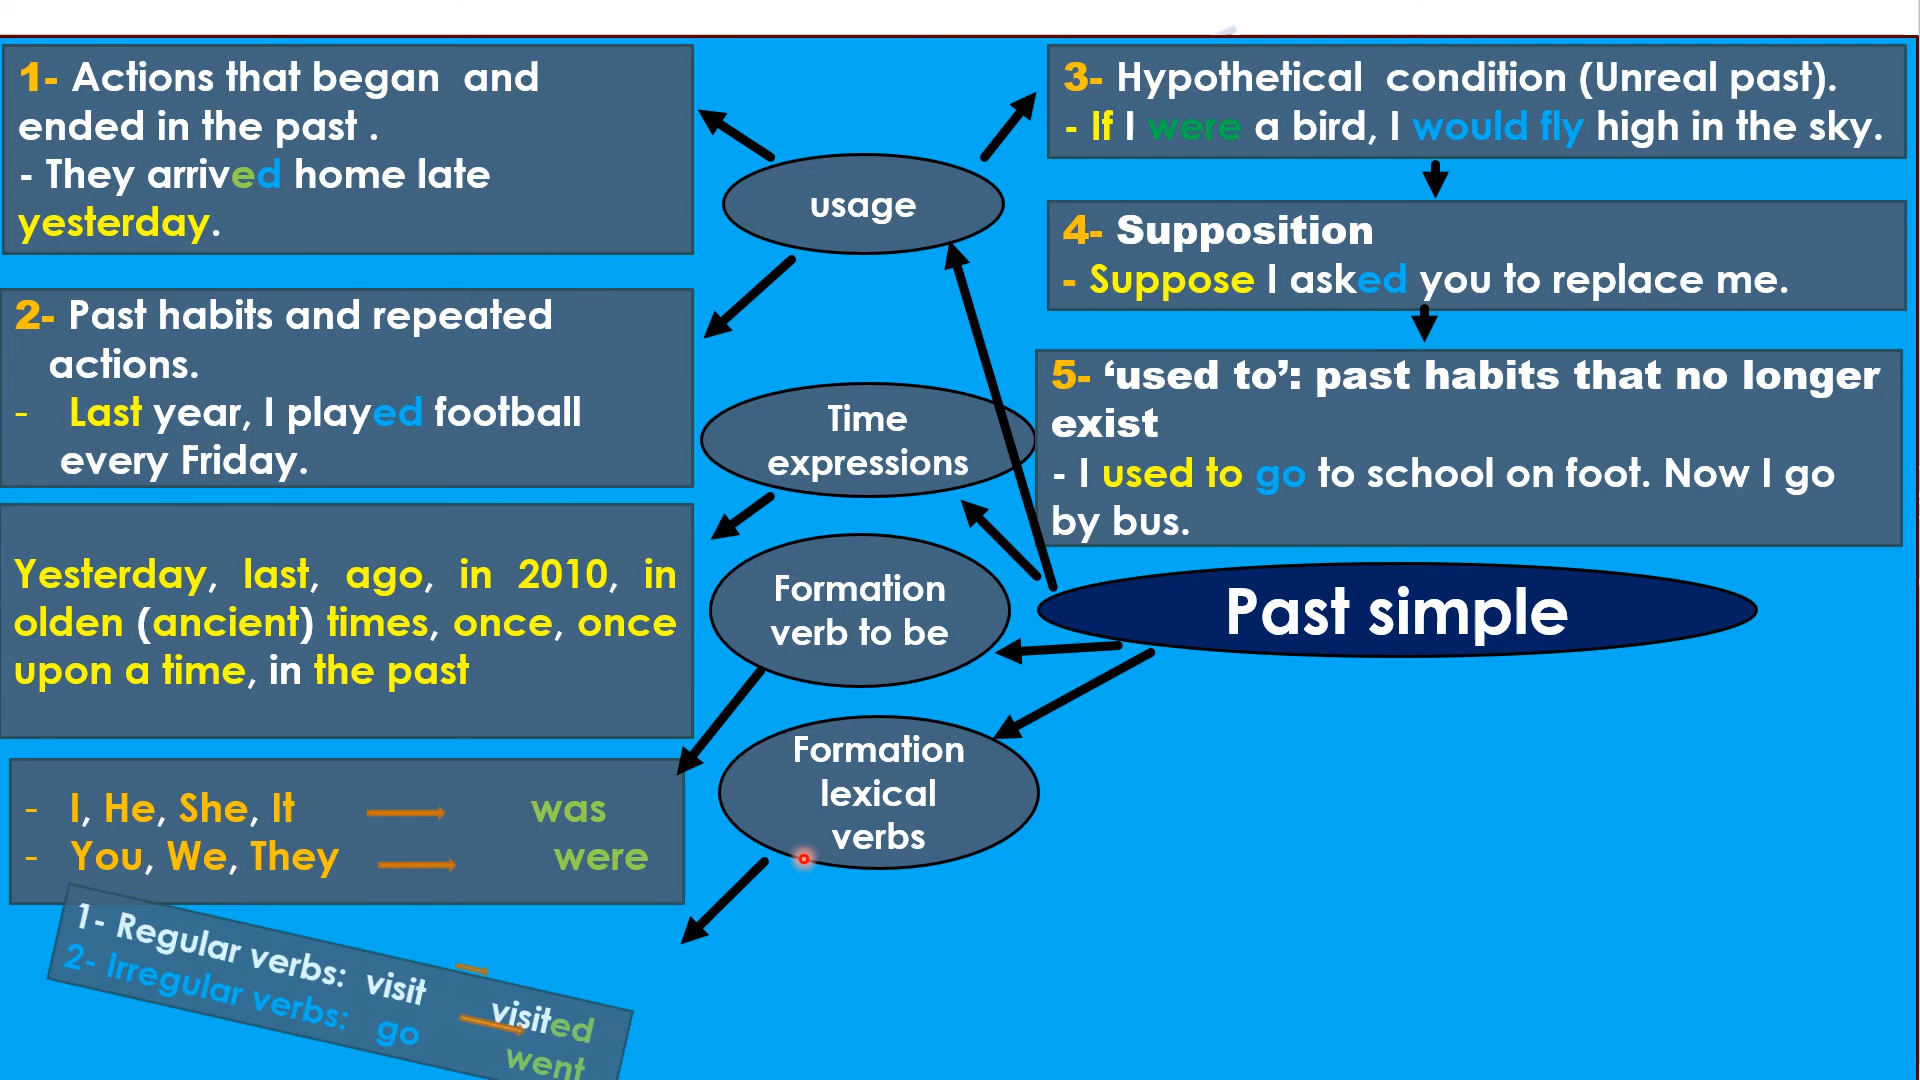 1- Actions that began and
ended in the past .
- They arrived home late
yesterday.
2- Past habits and repeated
actions.
- Last year, I played football
every Friday.
Yesterday, last, ago, in 2010, in
olden (ancient) times, once, once
upon a time, in the past
- I, He, She, It was
- You, We, They were
1- Regular verbs: visit visited
2- Irregular verbs: go went
usage
Time
expressions
Formation
verb to be
Formation
lexical
verbs
3- Hypothetical condition (Unreal past).
- If I were a bird, I would fly high in the sky.
4- Supposition
- Suppose I asked you to replace me.
5- ‘used to’: past habits that no longer
exist
- I used to go to school on foot. Now I go
by bus.
Past simple